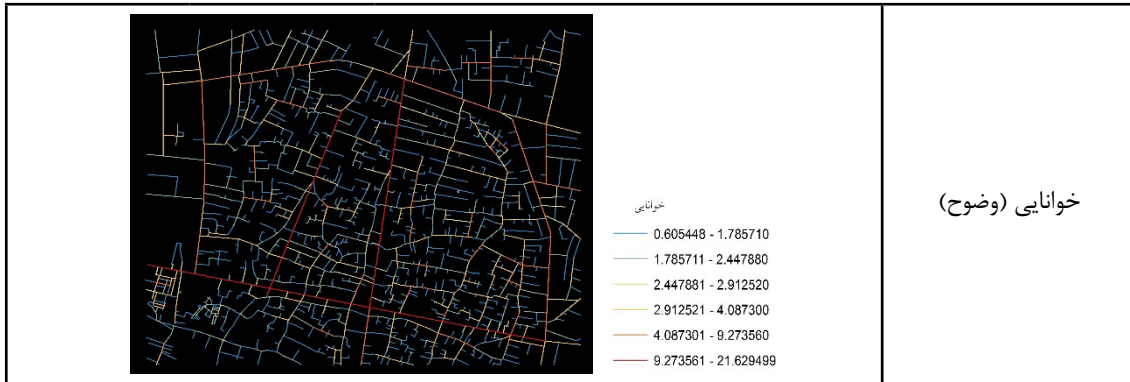 خوانایی (وضوح)
خوانایی
0.605448 - 1.785710
1.785711 - 2.447880
2.447881 - 2.912520
2.912521 - 4.087300
4.087301 - 9.273560
9.273561 - 21.629499